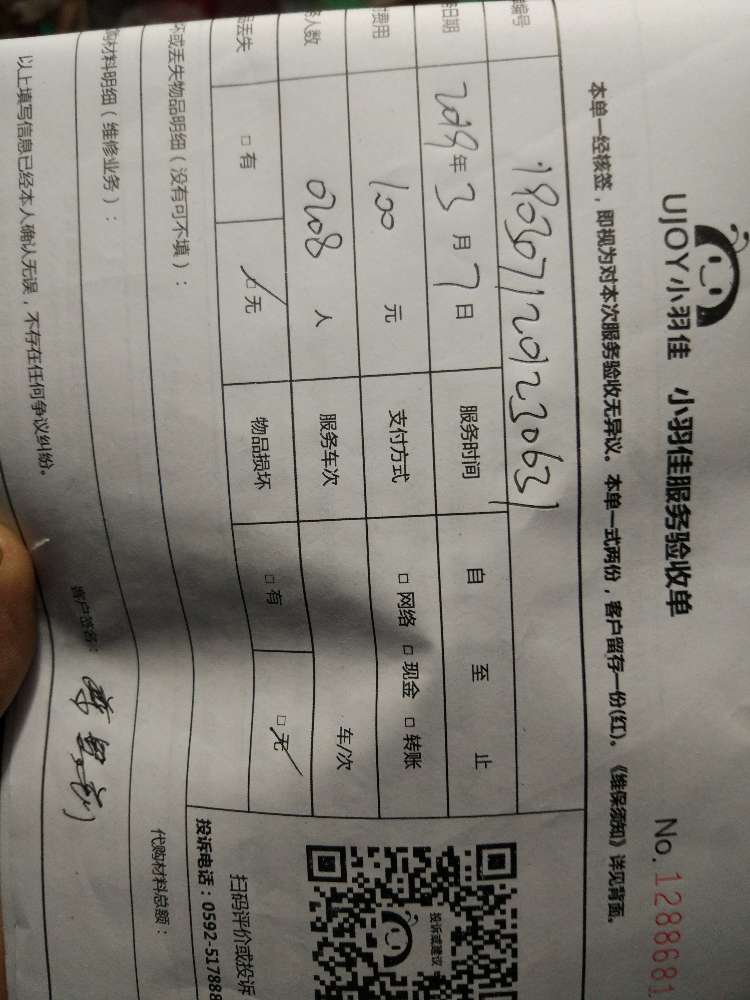 UJOY小羽佳 小羽佳服务验收单
No. 1288681
本单一经核签，即视为对本次服务验收无异议。本单一式两份，客户留存一份(红)。《维保须知》详见背面。
编号 190307120923063
日期 2019年3月7日 服务时间 自 至 止
费用 100 元 支付方式 □ 网络 □ 现金 □ 转账
人数 0208 人 服务车次 车/次
丢失 □ 有 □ 无 物品损坏 □ 有 □ 无
投诉或建议
扫码评价或投诉
投诉电话：0592-517888
坏或丢失物品明细（没有可不填）：
购材料明细（维修业务）： 代购材料总额：
以上填写信息已经本人确认无误，不存在任何争议纠纷。 客户签名：